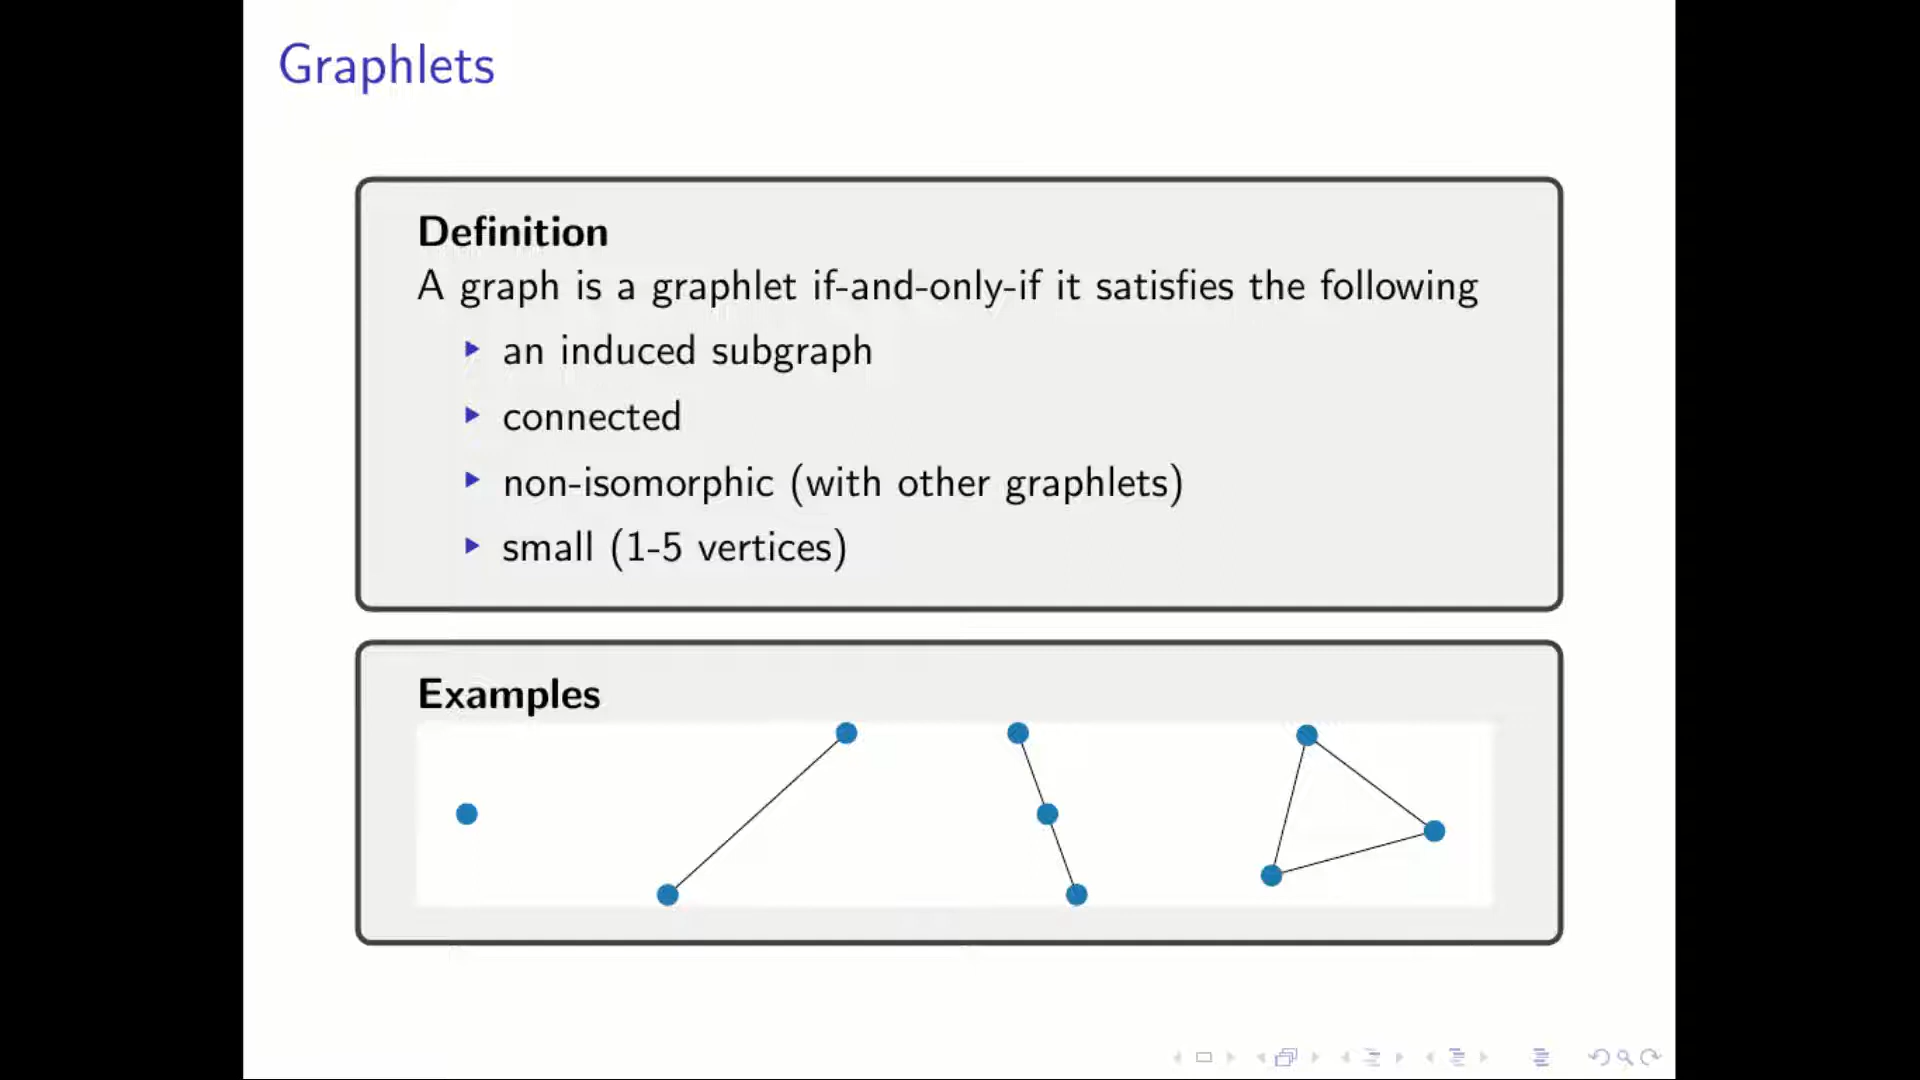 Graphlets
Definition
A graph is a graphlet if-and-only-if it satisfies the following
an induced subgraph
connected
non-isomorphic (with other graphlets)
small (1-5 vertices)
Examples